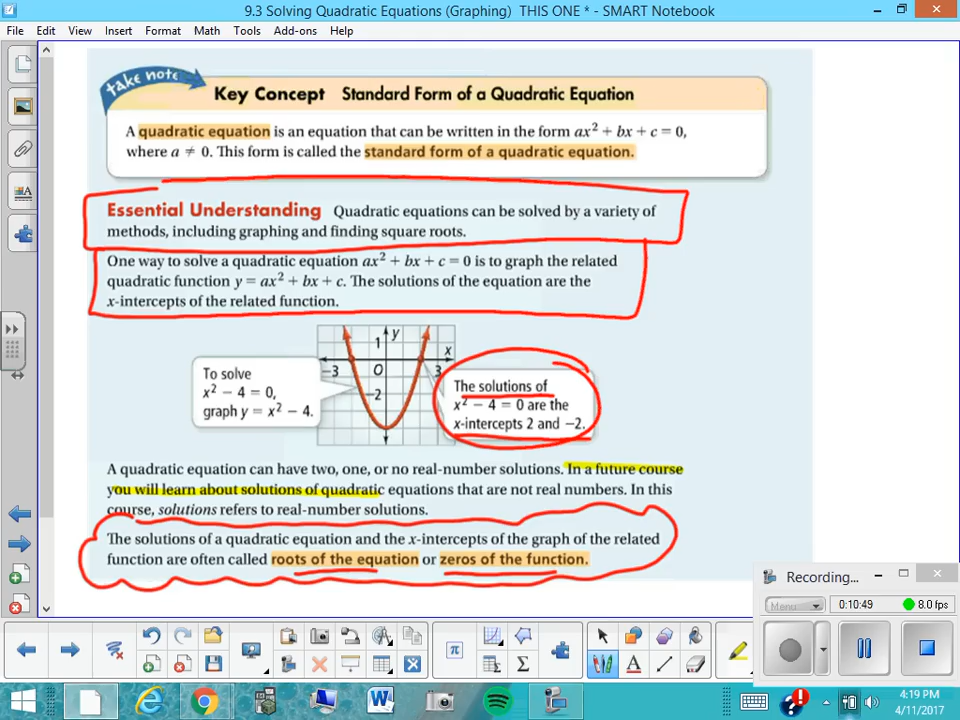 9.3 Solving Quadratic Equations (Graphing)  THIS ONE * - SMART Notebook
File Edit View Insert Format Math Tools Add-ons Help
take note
Key Concept Standard Form of a Quadratic Equation
A quadratic equation is an equation that can be written in the form ax² + bx + c = 0,
where a ≠ 0. This form is called the standard form of a quadratic equation.
Essential Understanding Quadratic equations can be solved by a variety of
methods, including graphing and finding square roots.
One way to solve a quadratic equation ax² + bx + c = 0 is to graph the related
quadratic function y = ax² + bx + c. The solutions of the equation are the
x-intercepts of the related function.
To solve
x² − 4 = 0,
graph y = x² − 4.
1 y
x
−3 O 3
−2
The solutions of
x² − 4 = 0 are the
x-intercepts 2 and −2.
A quadratic equation can have two, one, or no real-number solutions. In a future course
you will learn about solutions of quadratic equations that are not real numbers. In this
course, solutions refers to real-number solutions.
The solutions of a quadratic equation and the x-intercepts of the graph of the related
function are often called roots of the equation or zeros of the function.
Recording...
Menu 0:10:49 8.0 fps
4:19 PM
4/11/2017